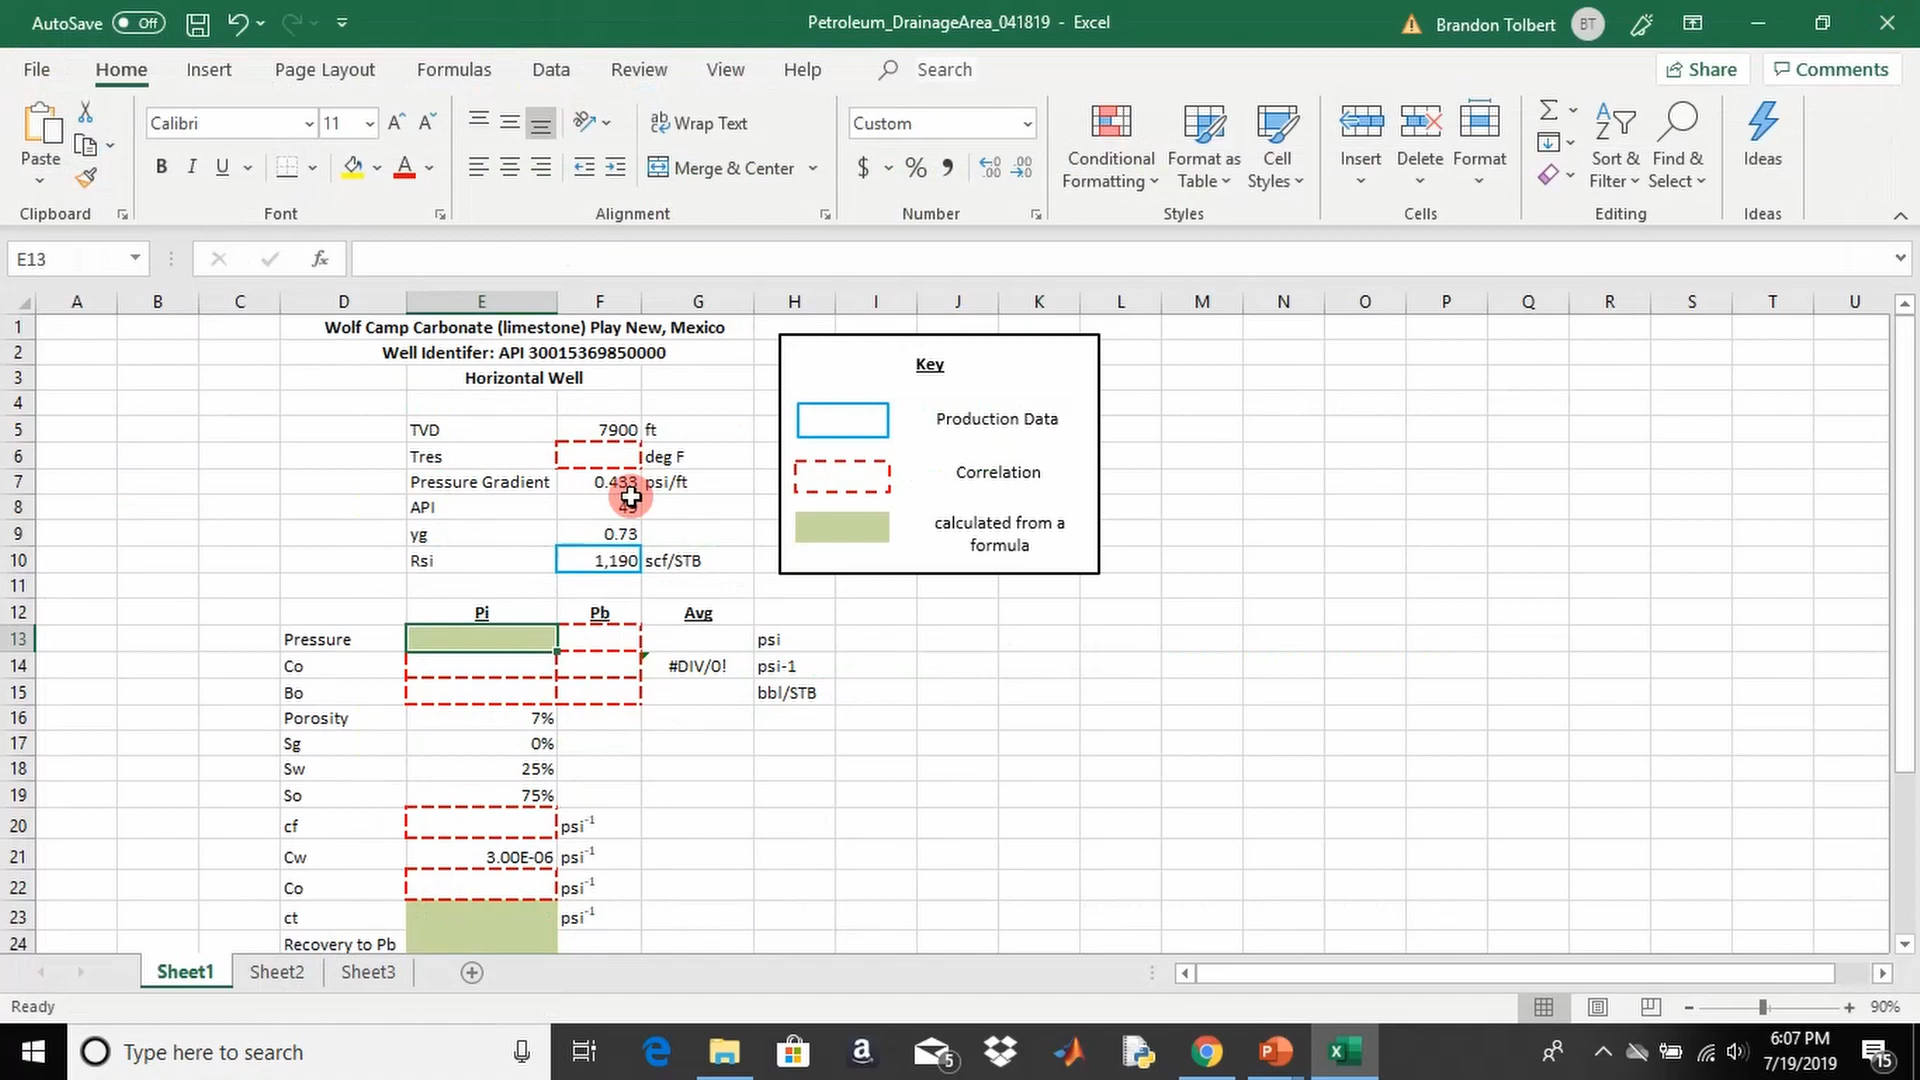 AutoSave Off
Petroleum_DrainageArea_041819 - Excel
Brandon Tolbert BT
File Home Insert Page Layout Formulas Data Review View Help Search Share Comments
Calibri 11 Wrap Text Custom
Paste B I U Merge & Center $ % Conditional Formatting Format as Table Cell Styles Insert Delete Format Sort & Filter Find & Select Ideas
Clipboard Font Alignment Number Styles Cells Editing Ideas
E13 fx
A B C D E F G H I J K L M N O P Q R S T U
1 Wolf Camp Carbonate (limestone) Play New, Mexico
2 Well Identifer: API 30015369850000
3 Horizontal Well
4
5 TVD 7900 ft
6 Tres deg F
7 Pressure Gradient 0.433 psi/ft
8 API
9 yg 0.73
10 Rsi 1,190 scf/STB
11
12 Pi Pb Avg
13 Pressure psi
14 Co #DIV/0! psi-1
15 Bo bbl/STB
16 Porosity 7%
17 Sg 0%
18 Sw 25%
19 So 75%
20 cf psi-1
21 Cw 3.00E-06 psi-1
22 Co psi-1
23 ct psi-1
24 Recovery to Pb
Key
Production Data
Correlation
calculated from a
formula
Sheet1 Sheet2 Sheet3
Ready 90%
Type here to search 5 6:07 PM
7/19/2019 15